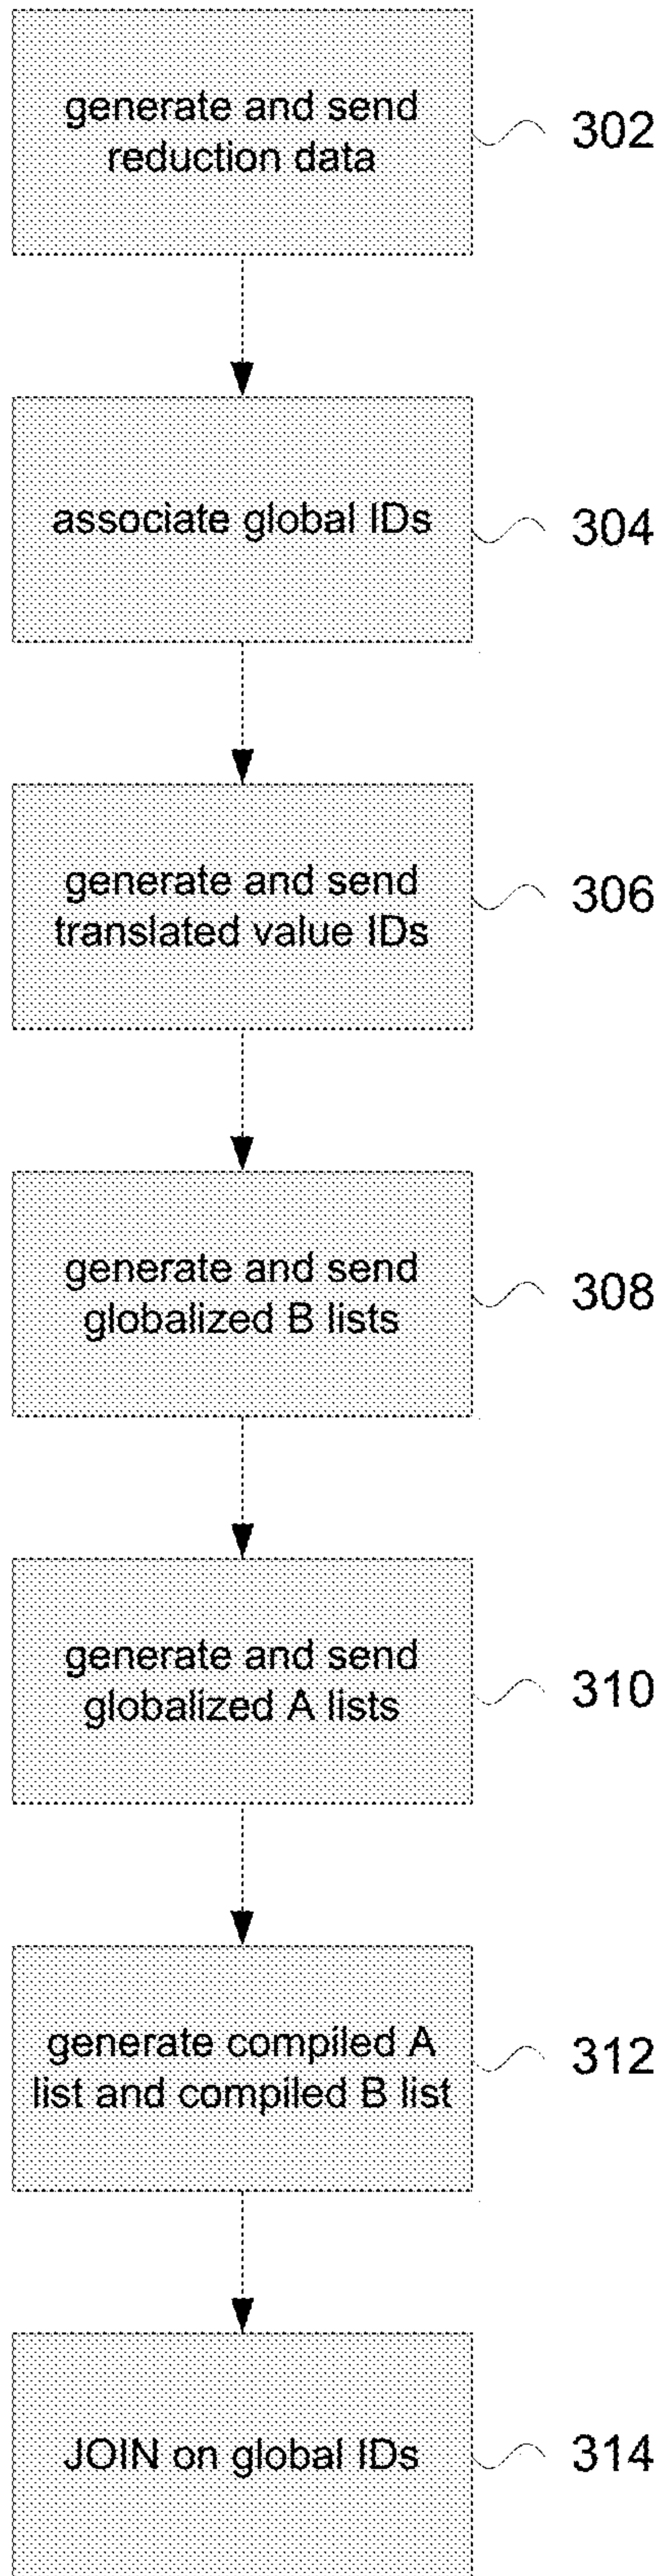 generate and send
reduction data
302
associate global IDs
304
generate and send
translated value IDs
306
generate and send
globalized B lists
308
generate and send
globalized A lists
310
generate compiled A
list and compiled B list
312
JOIN on global IDs
314